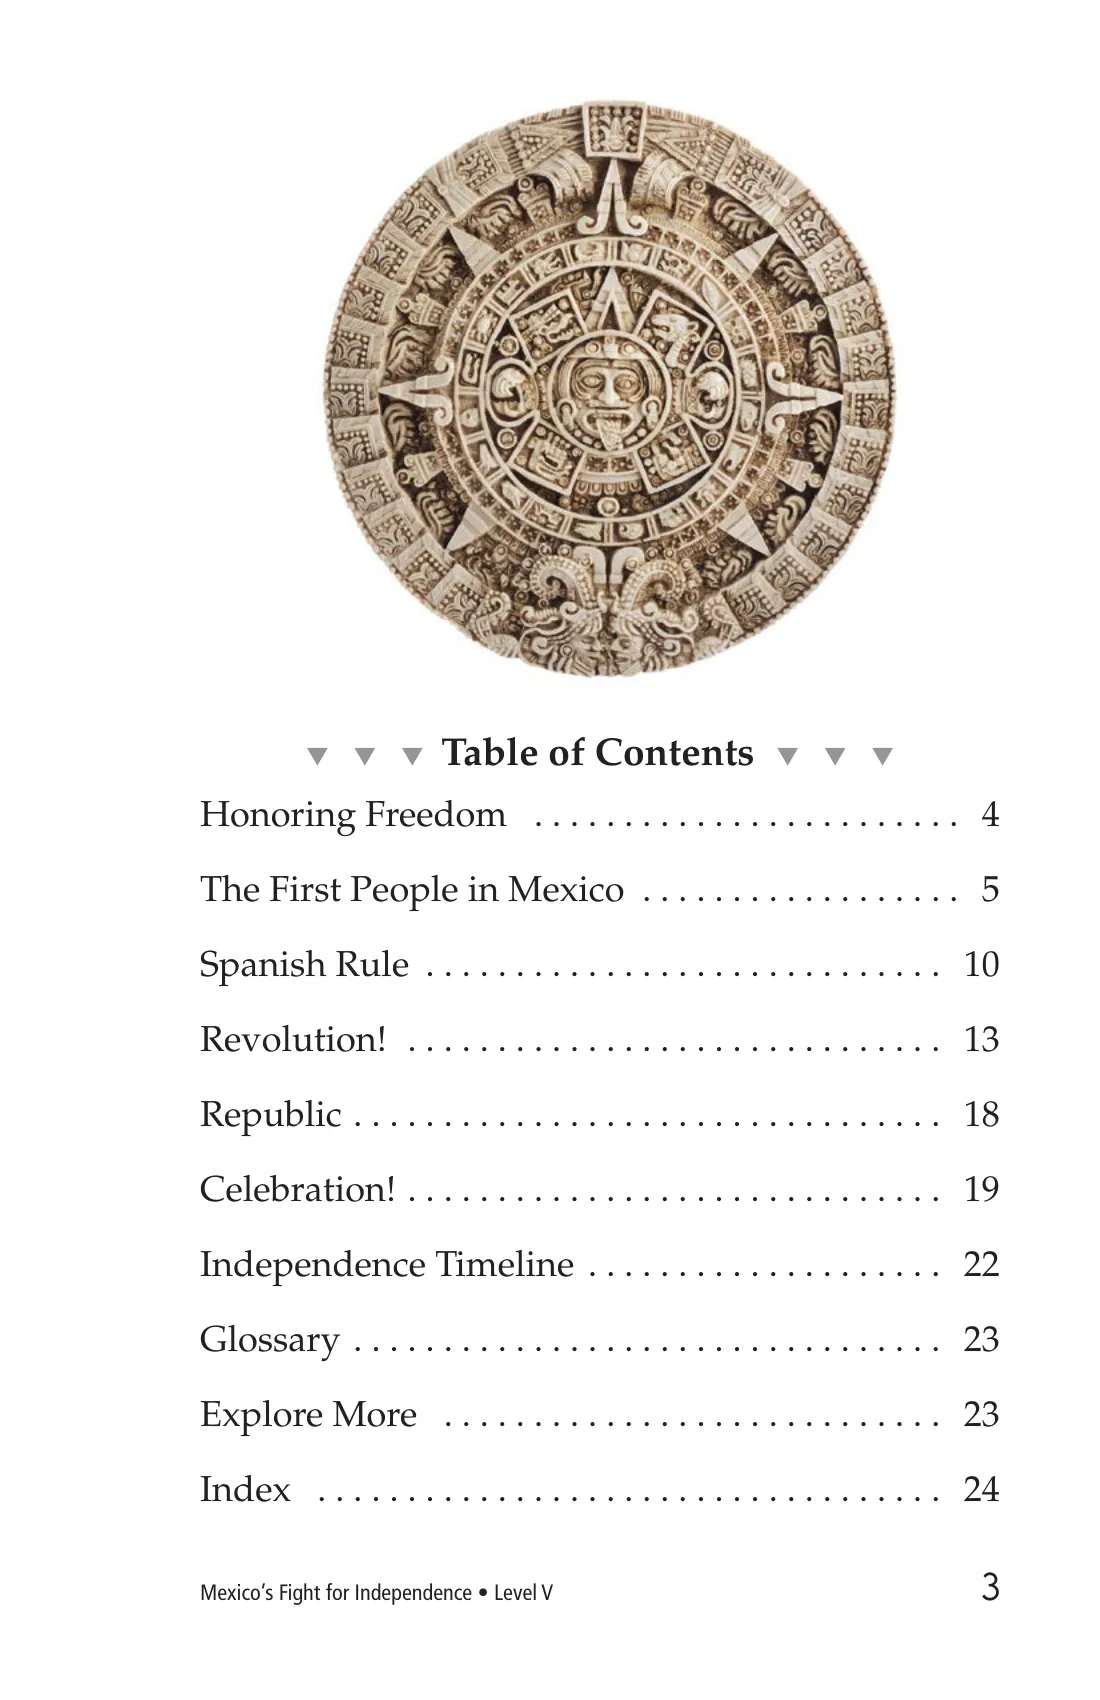 ▼ ▼ ▼ Table of Contents ▼ ▼ ▼
Honoring Freedom . . . . . . . . . . . . . . . . . . . . . . . . 4
The First People in Mexico . . . . . . . . . . . . . . . . . . 5
Spanish Rule . . . . . . . . . . . . . . . . . . . . . . . . . . . . . 10
Revolution! . . . . . . . . . . . . . . . . . . . . . . . . . . . . . . 13
Republic . . . . . . . . . . . . . . . . . . . . . . . . . . . . . . . . . 18
Celebration! . . . . . . . . . . . . . . . . . . . . . . . . . . . . . . 19
Independence Timeline . . . . . . . . . . . . . . . . . . . . 22
Glossary . . . . . . . . . . . . . . . . . . . . . . . . . . . . . . . . . 23
Explore More . . . . . . . . . . . . . . . . . . . . . . . . . . . . 23
Index . . . . . . . . . . . . . . . . . . . . . . . . . . . . . . . . . . . 24
Mexico's Fight for Independence • Level V 3